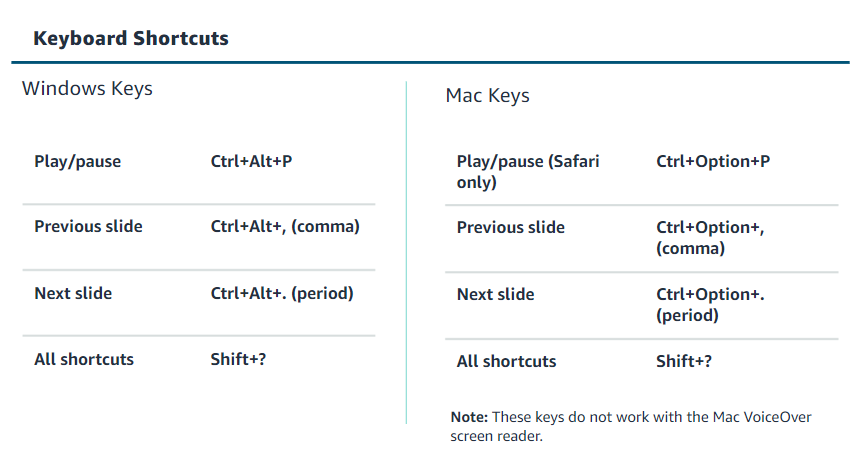 Keyboard Shortcuts
Windows Keys
Play/pause Ctrl+Alt+P
Previous slide Ctrl+Alt+, (comma)
Next slide Ctrl+Alt+. (period)
All shortcuts Shift+?
Mac Keys
Play/pause (Safari Ctrl+Option+P
only)
Previous slide Ctrl+Option+,
(comma)
Next slide Ctrl+Option+.
(period)
All shortcuts Shift+?
Note: These keys do not work with the Mac VoiceOver
screen reader.